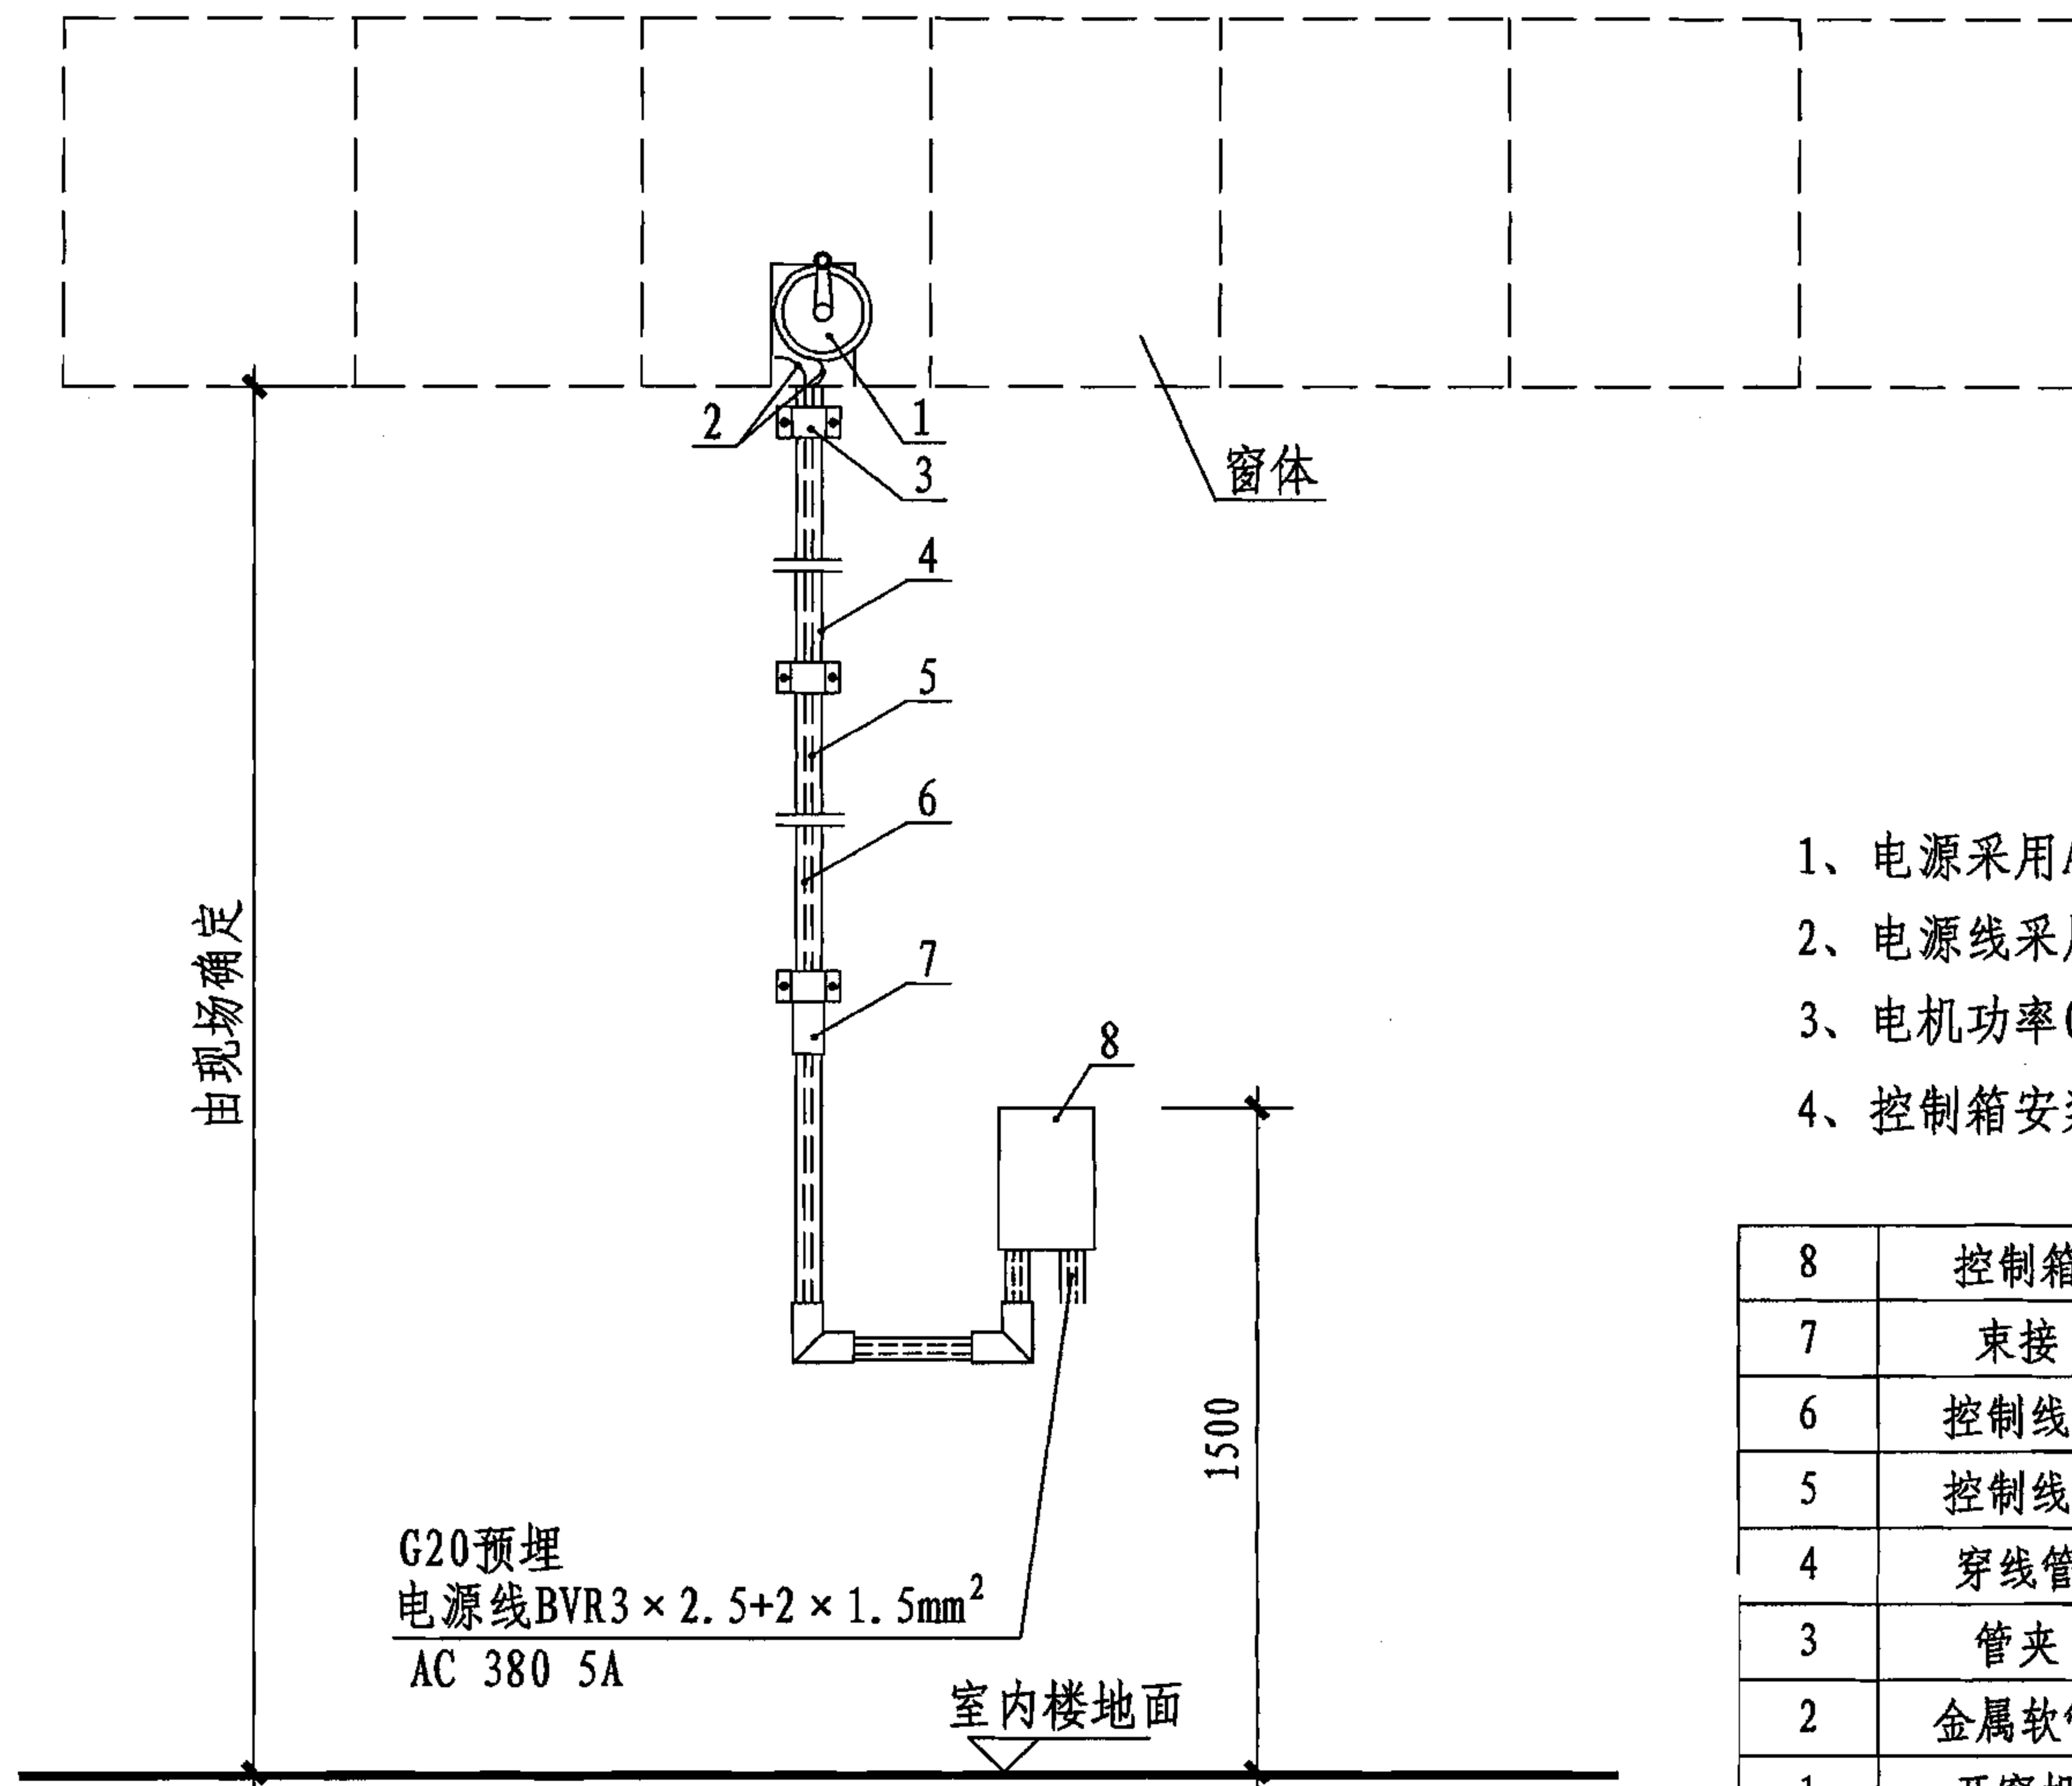 2
1
3
窗体
4
5
6
7
8
由现场确定
1500
G20预埋
电源线BVR3×2.5+2×1.5mm²
AC 380 5A
室内楼地面
1、电源采用
2、电源线采
3、电机功率
4、控制箱安
8 控制箱
7 束接
6 控制线
5 控制线
4 穿线管
3 管夹
2 金属软